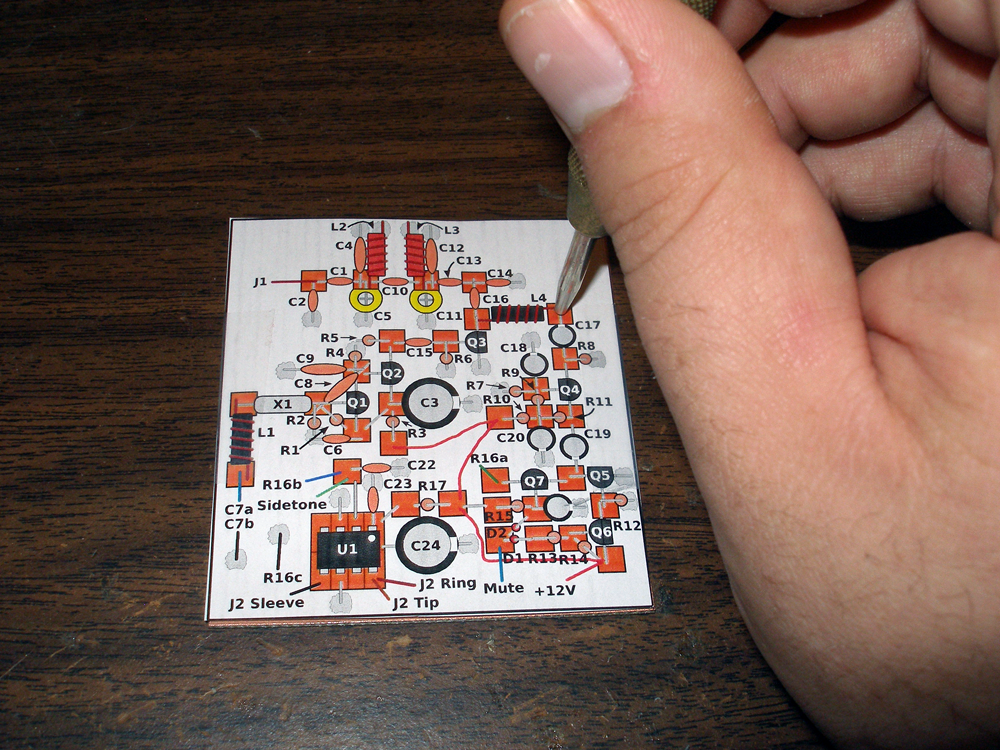 L2 L3
C4 C12
C13
J1 C1 C10 C14
C2 C16 L4
C5 C11 C17
R5 C15 Q3 C18 R8
R4 R6
C9 Q2 R9
C8 R7 Q4
X1 Q1 C3 R10 R11
R2
L1 R3 C20 C19
R1 C6
R16a
C22
R16b C23 R17 Q7 Q5
Sidetone
C7a R15 R12
C7b D2 Q6
U1 C24 D1 R13 R14
R16c
J2 Ring Mute +12V
J2 Sleeve J2 Tip